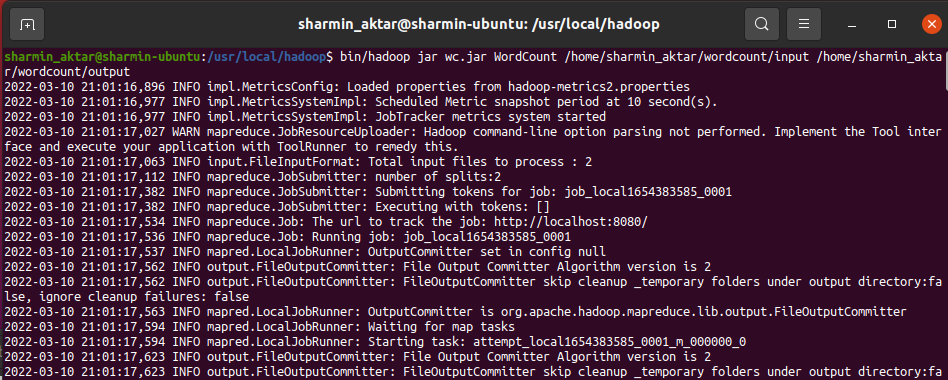 sharmin_aktar@sharmin-ubuntu: /usr/local/hadoop
sharmin_aktar@sharmin-ubuntu:/usr/local/hadoop$ bin/hadoop jar wc.jar WordCount /home/sharmin_aktar/wordcount/input /home/sharmin_akta
r/wordcount/output
2022-03-10 21:01:16,896 INFO impl.MetricsConfig: Loaded properties from hadoop-metrics2.properties
2022-03-10 21:01:16,977 INFO impl.MetricsSystemImpl: Scheduled Metric snapshot period at 10 second(s).
2022-03-10 21:01:16,977 INFO impl.MetricsSystemImpl: JobTracker metrics system started
2022-03-10 21:01:17,027 WARN mapreduce.JobResourceUploader: Hadoop command-line option parsing not performed. Implement the Tool inter
face and execute your application with ToolRunner to remedy this.
2022-03-10 21:01:17,063 INFO input.FileInputFormat: Total input files to process : 2
2022-03-10 21:01:17,112 INFO mapreduce.JobSubmitter: number of splits:2
2022-03-10 21:01:17,382 INFO mapreduce.JobSubmitter: Submitting tokens for job: job_local1654383585_0001
2022-03-10 21:01:17,382 INFO mapreduce.JobSubmitter: Executing with tokens: []
2022-03-10 21:01:17,534 INFO mapreduce.Job: The url to track the job: http://localhost:8080/
2022-03-10 21:01:17,536 INFO mapreduce.Job: Running job: job_local1654383585_0001
2022-03-10 21:01:17,537 INFO mapred.LocalJobRunner: OutputCommitter set in config null
2022-03-10 21:01:17,562 INFO output.FileOutputCommitter: File Output Committer Algorithm version is 2
2022-03-10 21:01:17,562 INFO output.FileOutputCommitter: FileOutputCommitter skip cleanup _temporary folders under output directory:fa
lse, ignore cleanup failures: false
2022-03-10 21:01:17,563 INFO mapred.LocalJobRunner: OutputCommitter is org.apache.hadoop.mapreduce.lib.output.FileOutputCommitter
2022-03-10 21:01:17,594 INFO mapred.LocalJobRunner: Waiting for map tasks
2022-03-10 21:01:17,594 INFO mapred.LocalJobRunner: Starting task: attempt_local1654383585_0001_m_000000_0
2022-03-10 21:01:17,623 INFO output.FileOutputCommitter: File Output Committer Algorithm version is 2
2022-03-10 21:01:17,623 INFO output.FileOutputCommitter: FileOutputCommitter skip cleanup _temporary folders under output directory:fa